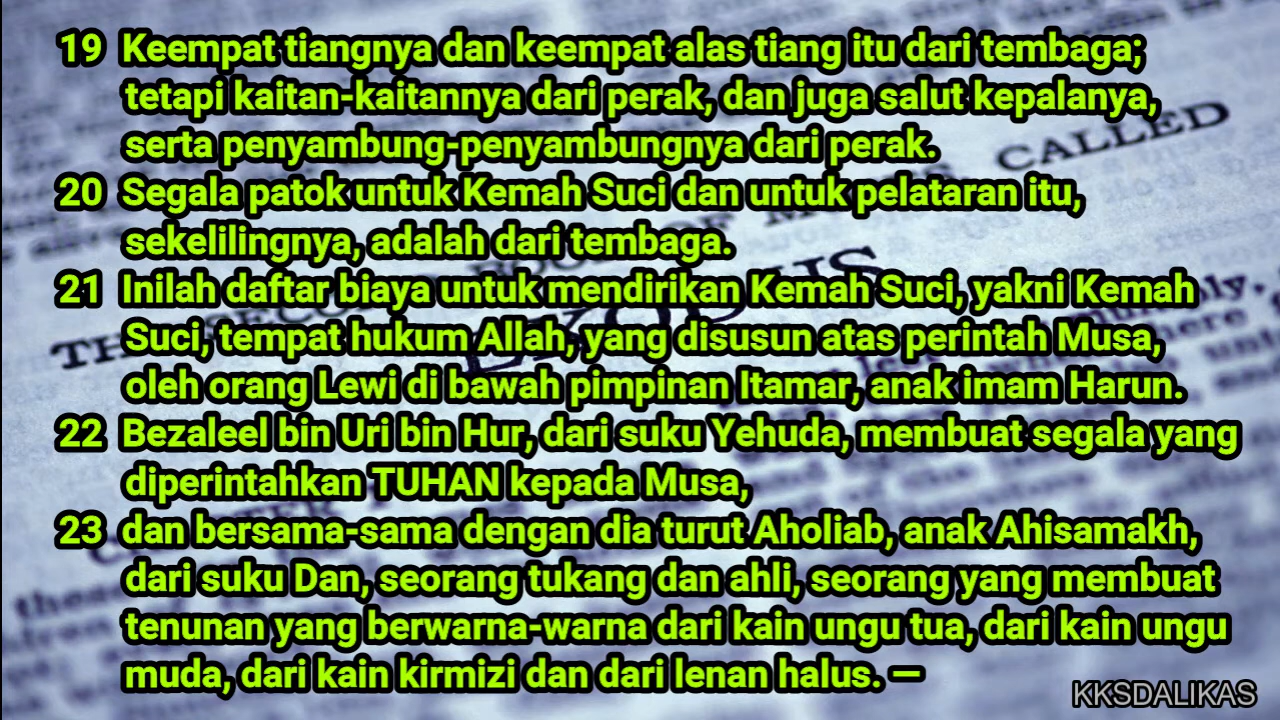 19 Keempat tiangnya dan keempat alas tiang itu dari tembaga;
tetapi kaitan-kaitannya dari perak, dan juga salut kepalanya,
serta penyambung-penyambungnya dari perak.
20 Segala patok untuk Kemah Suci dan untuk pelataran itu,
sekelilingnya, adalah dari tembaga.
21 Inilah daftar biaya untuk mendirikan Kemah Suci, yakni Kemah
Suci, tempat hukum Allah, yang disusun atas perintah Musa,
oleh orang Lewi di bawah pimpinan Itamar, anak imam Harun.
22 Bezaleel bin Uri bin Hur, dari suku Yehuda, membuat segala yang
diperintahkan TUHAN kepada Musa,
23 dan bersama-sama dengan dia turut Aholiab, anak Ahisamakh,
dari suku Dan, seorang tukang dan ahli, seorang yang membuat
tenunan yang berwarna-warna dari kain ungu tua, dari kain ungu
muda, dari kain kirmizi dan dari lenan halus. —
CALLED
EXODUS
KKSDALIKAS